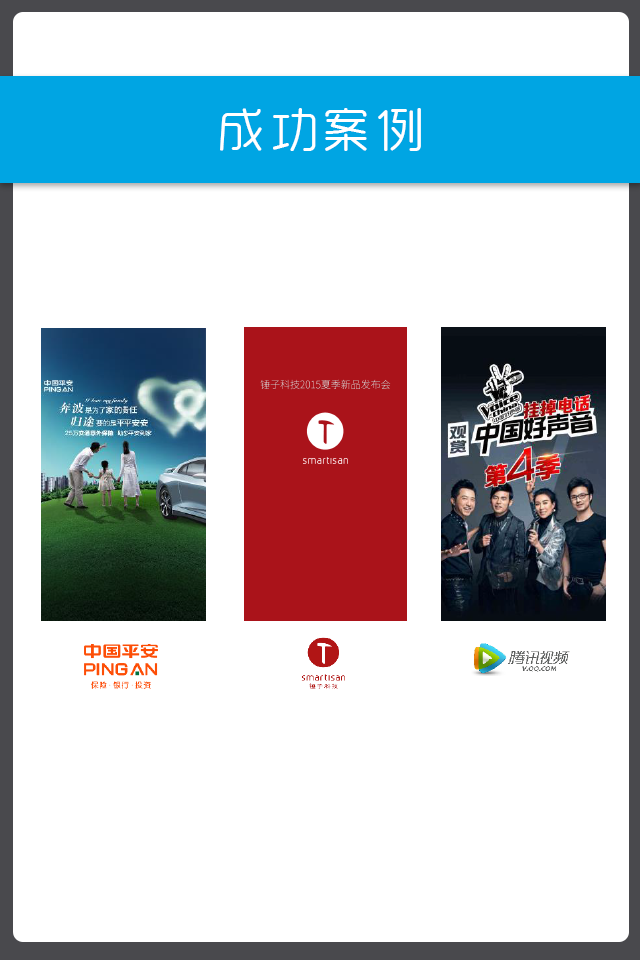 成功案例
中国平安
PING AN
I love my family
奔波是为了家的责任
归途要的是平平安安
锤子科技2015夏季新品发布会
smartisan
Voice
CHINA
挂掉电话
观赏
中国好声音
第4季
中国平安
PING AN
保险·银行·投资
smartisan
锤子科技
腾讯视频
V.QQ.COM